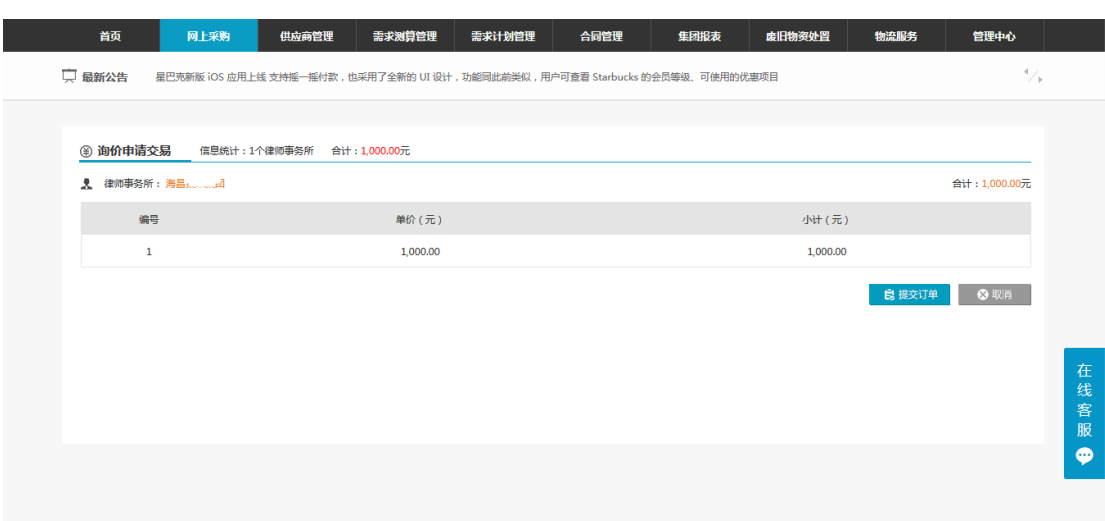 首页 网上采购 供应商管理 需求测算管理 需求计划管理 合同管理 集团报表 废旧物资处置 物流服务 管理中心
最新公告 星巴克新版 iOS 应用上线 支持摇一摇付款，也采用了全新的 UI 设计，功能同此前类似，用户可查看 Starbucks 的会员等级、可使用的优惠项目
询价申请交易 信息统计：1个律师事务所 合计：1,000.00元
律师事务所：海昌 合计：1,000.00元
编号 单价（元） 小计（元）
1 1,000.00 1,000.00
提交订单 取消
在线客服